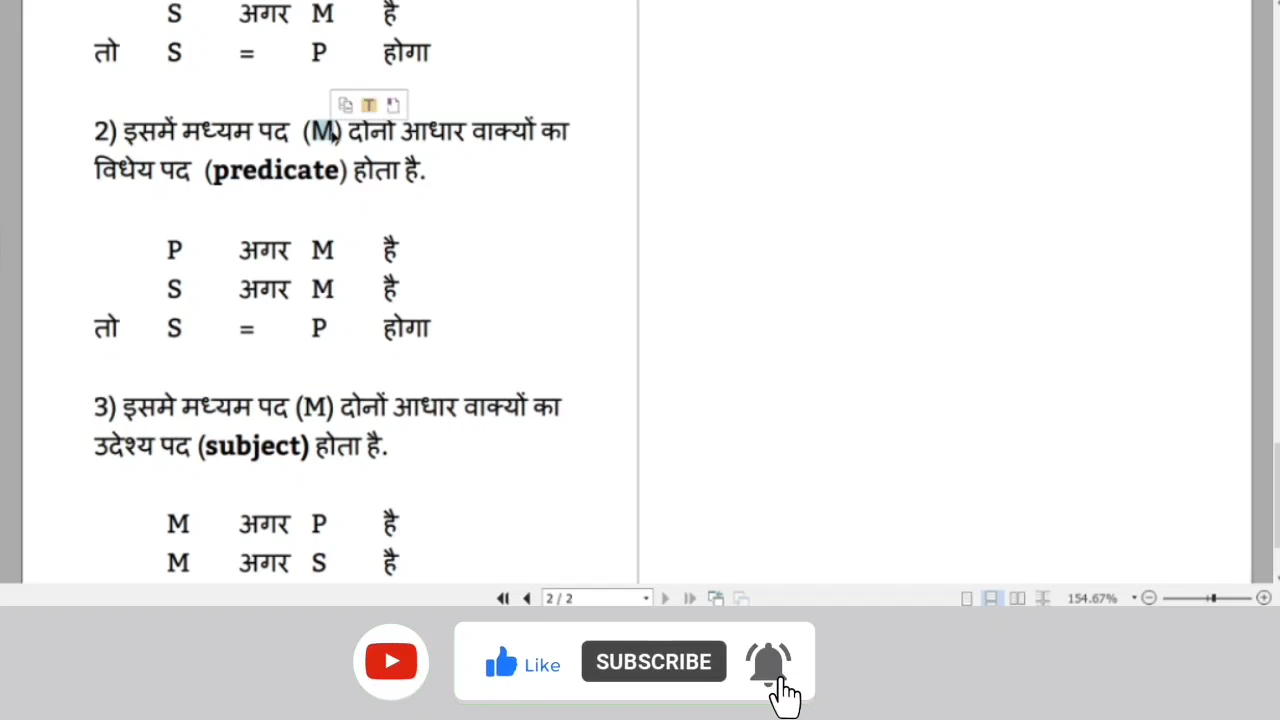 S अगर M है
तो S = P होगा
2) इसमें मध्यम पद (M) दोनों आधार वाक्यों का
विधेय पद (predicate) होता है.
P अगर M है
S अगर M है
तो S = P होगा
3) इसमे मध्यम पद (M) दोनों आधार वाक्यों का
उदेश्य पद (subject) होता है.
M अगर P है
M अगर S है
2 / 2
154.67%
Like
SUBSCRIBE